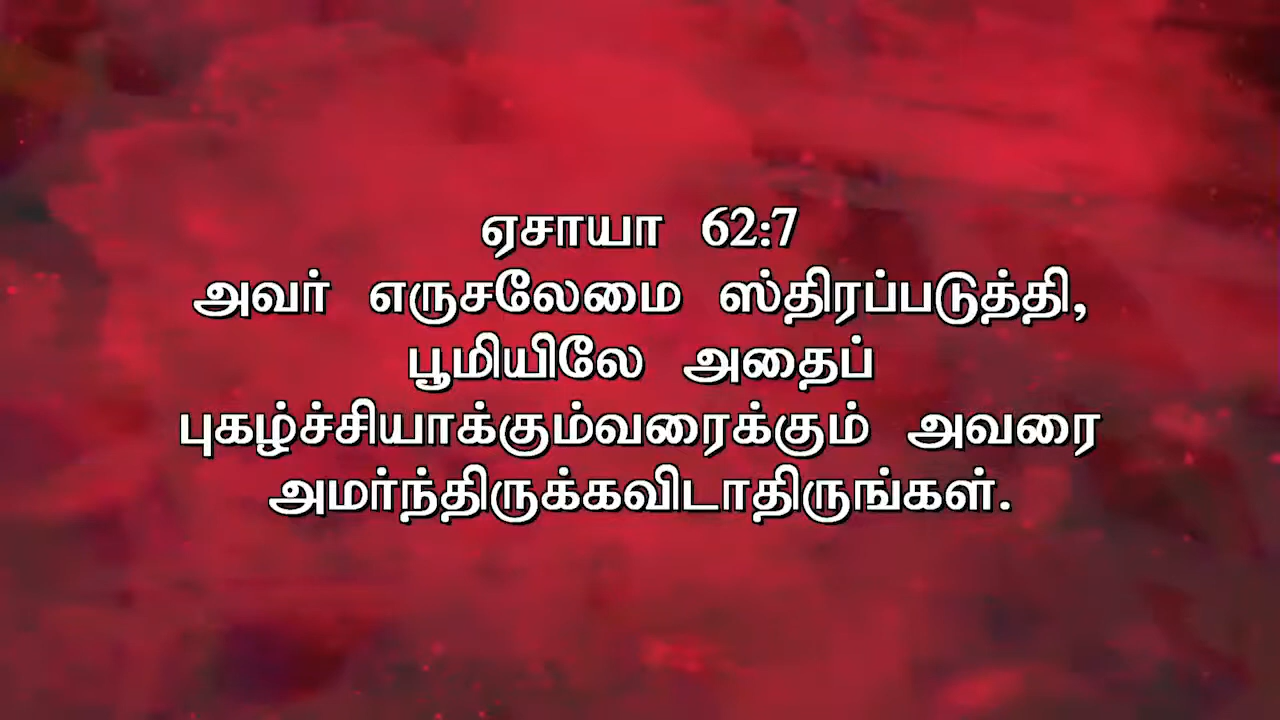 ஏசாயா 62:7
அவர் எருசலேமை ஸ்திரப்படுத்தி,
பூமியிலே அதைப்
புகழ்ச்சியாக்கும்வரைக்கும் அவரை
அமர்ந்திருக்கவிடாதிருங்கள்.